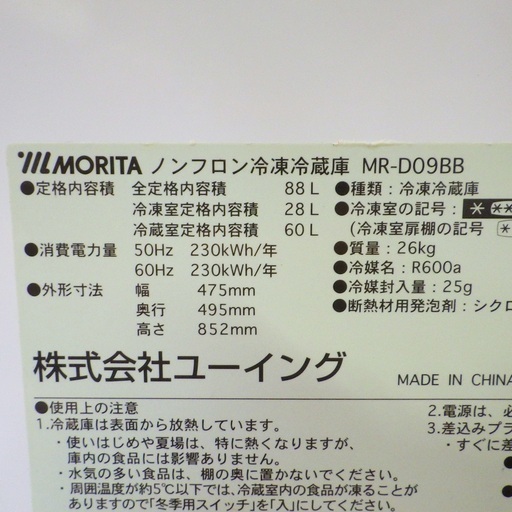 MORITA ノンフロン冷凍冷蔵庫 MR-D09BB
●定格内容積 全定格内容積 88L
冷凍室定格内容積 28L
冷蔵室定格内容積 60L
●消費電力量 50Hz 230kWh/年
60Hz 230kWh/年
●外形寸法 幅 475mm
奥行 495mm
高さ 852mm
●種類：冷凍冷蔵庫
●冷凍室の記号：
(冷凍室扉棚の記号
●質量：26kg
●冷媒名：R600a
●冷媒封入量：25g
●断熱材用発泡剤：シクロ
株式会社ユーイング
MADE IN CHINA
●使用上の注意
1.冷蔵庫は表面から放熱しています。
・使いはじめや夏場は、特に熱くなりますが、
庫内の食品には影響ありません。
・水気の多い食品は、棚の奥に置かないでください。
・周囲温度が約5℃以下では、冷蔵室内の食品が凍ることが
ありますので「冬季用スイッチ」を「入」にしてください。
2.電源は、必
3.差込みプラ
・すぐに差